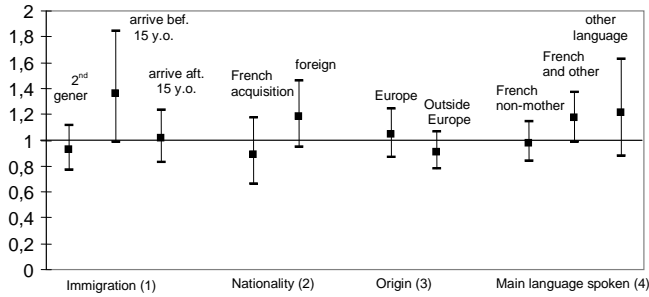 2
1,8
1,6
1,4
1,2
1
0,8
0,6
0,4
0,2
0
2nd
gener
arrive bef.
15 y.o.
arrive aft.
15 y.o.
French
acquisition
foreign
Europe
Outside
Europe
French
non-mother
French
and other
other
language
Immigration (1)
Nationality (2)
Origin (3)
Main language spoken (4)